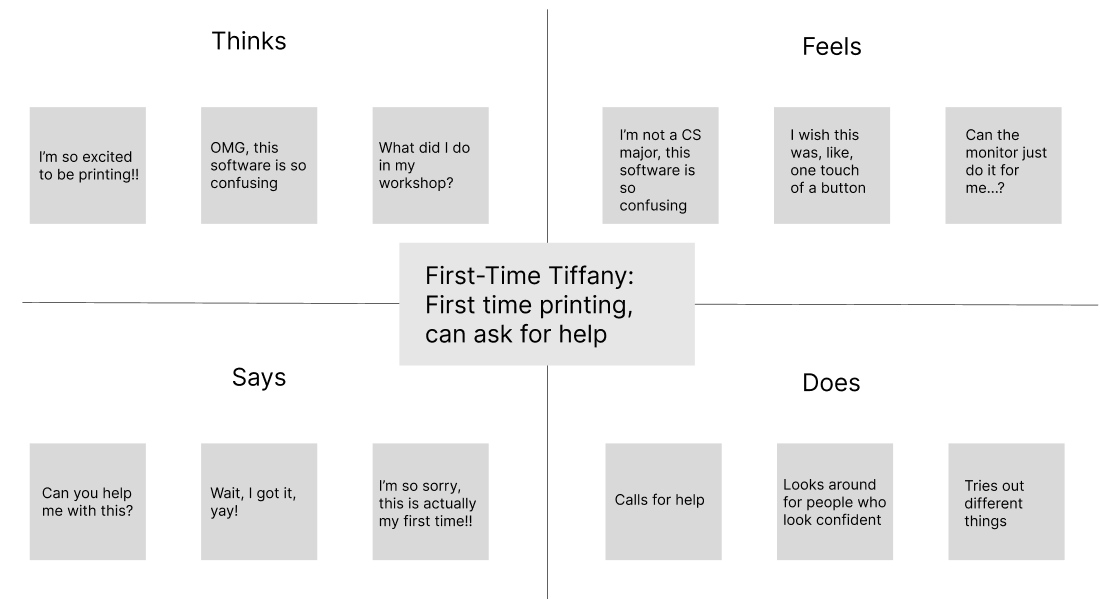 Thinks
I'm so excited
to be printing!!
OMG, this
software is so
confusing
What did I do
in my
workshop?
Feels
I'm not a CS
major, this
software is
so
confusing
I wish this
was, like,
one touch
of a button
Can the
monitor just
do it for
me...?
First-Time Tiffany:
First time printing,
can ask for help
Says
Can you help
me with this?
Wait, I got it,
yay!
I'm so sorry,
this is actually
my first time!!
Does
Calls for help
Looks around
for people who
look confident
Tries out
different
things